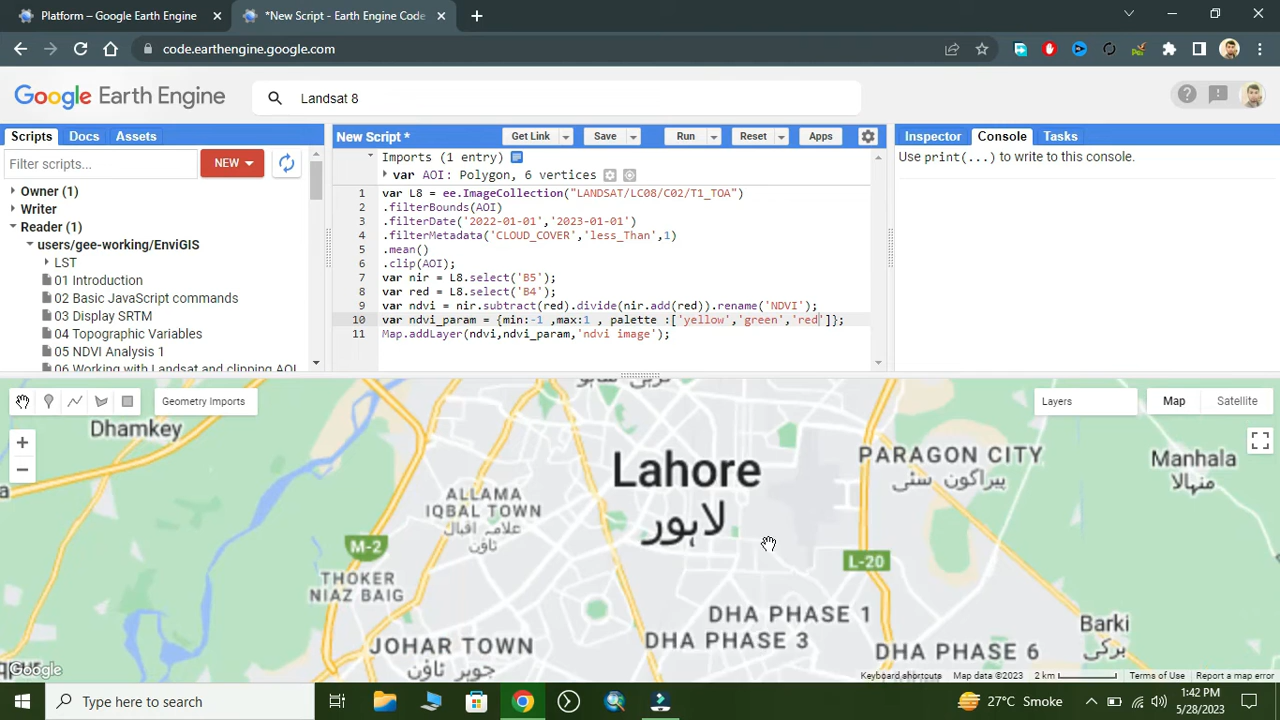 Platform – Google Earth Engine
*New Script - Earth Engine Code
code.earthengine.google.com
Google Earth Engine
Landsat 8
Scripts Docs Assets
New Script *
Get Link Save Run Reset Apps
Inspector Console Tasks
Filter scripts...
NEW
Owner (1)
Writer
Reader (1)
users/gee-working/EnviGIS
LST
01 Introduction
02 Basic JavaScript commands
03 Display SRTM
04 Topographic Variables
05 NDVI Analysis 1
06 Working with Landsat and clipping AOI
Imports (1 entry)
var AOI: Polygon, 6 vertices
1 var L8 = ee.ImageCollection("LANDSAT/LC08/C02/T1_TOA")
2 .filterBounds(AOI)
3 .filterDate('2022-01-01','2023-01-01')
4 .filterMetadata('CLOUD_COVER','less_Than',1)
5 .mean()
6 .clip(AOI);
7 var nir = L8.select('B5');
8 var red = L8.select('B4');
9 var ndvi = nir.subtract(red).divide(nir.add(red)).rename('NDVI');
10 var ndvi_param = {min:-1 ,max:1 , palette :['yellow','green','red']};
11 Map.addLayer(ndvi,ndvi_param,'ndvi image');
Use print(...) to write to this console.
Geometry Imports
Layers
Map Satellite
Dhamkey
Lahore
لاہور
PARAGON CITY
پیراگون سٹی
Manhala
منہالا
ALLAMA
IQBAL TOWN
علامہ اقبال
ٹاؤن
M-2
L-20
THOKER
NIAZ BAIG
DHA PHASE 1
DHA PHASE 3
JOHAR TOWN
جوہر ٹاؤن
DHA PHASE 6
Barki
برکی
Google
Keyboard shortcuts Map data ©2023 2 km Terms of Use Report a map error
Type here to search
27°C Smoke
1:42 PM
5/28/2023